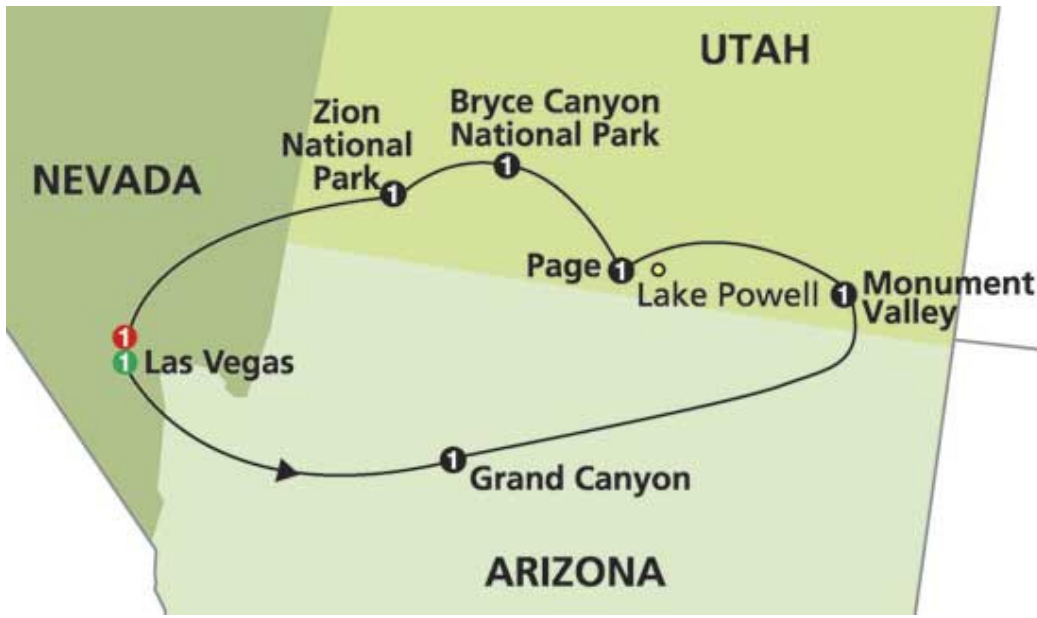 UTAH
Bryce Canyon
National Park
1
Zion
National
Park
1
NEVADA
Page 1
Lake Powell
1 Monument
Valley
1
1 Las Vegas
1
Grand Canyon
ARIZONA